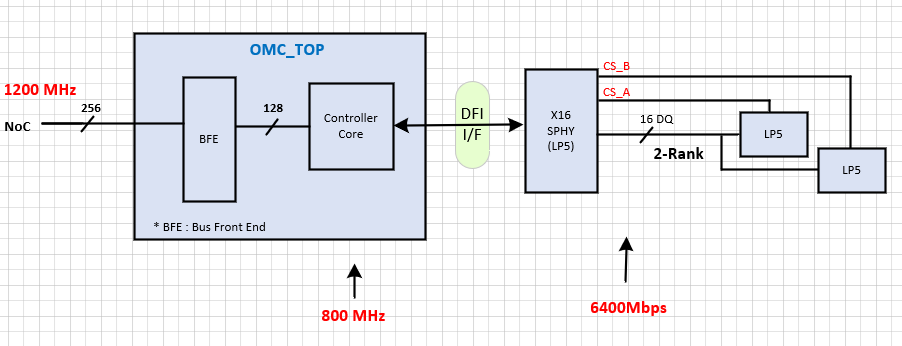 OMC_TOP
1200 MHz
NoC
256
BFE
128
Controller
Core
* BFE : Bus Front End
DFI
I/F
X16
SPHY
(LP5)
CS_B
CS_A
16 DQ
2-Rank
LP5
LP5
800 MHz
6400Mbps